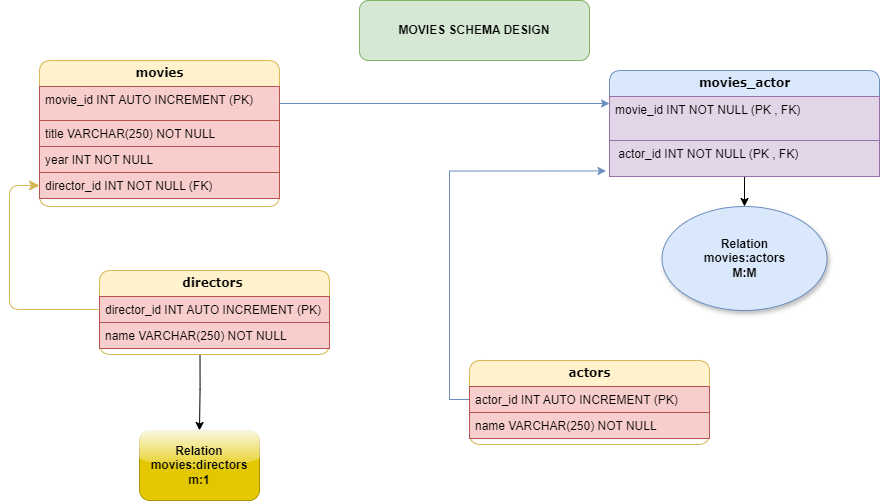 MOVIES SCHEMA DESIGN
movies
movie_id INT AUTO INCREMENT (PK)
title VARCHAR(250) NOT NULL
year INT NOT NULL
director_id INT NOT NULL (FK)
movies_actor
movie_id INT NOT NULL (PK , FK)
actor_id INT NOT NULL (PK , FK)
Relation
movies:actors
M:M
directors
director_id INT AUTO INCREMENT (PK)
name VARCHAR(250) NOT NULL
Relation
movies:directors
m:1
actors
actor_id INT AUTO INCREMENT (PK)
name VARCHAR(250) NOT NULL